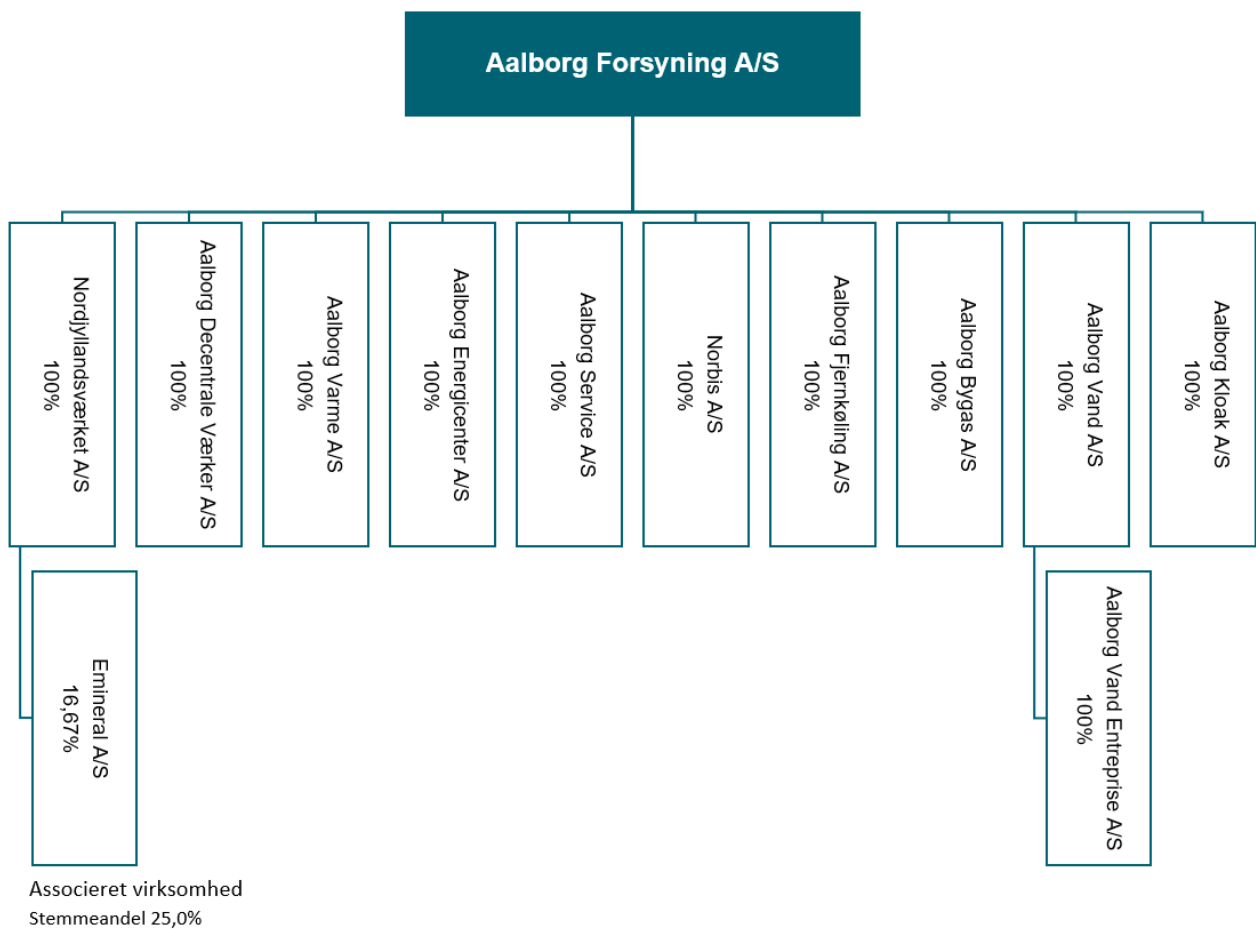 Aalborg Forsyning A/S
Nordjyllandsværket A/S
100%
Aalborg Decentrale Værker A/S
100%
Aalborg Varme A/S
100%
Aalborg Energicenter A/S
100%
Aalborg Service A/S
100%
Norbis A/S
100%
Aalborg Fjernkøling A/S
100%
Aalborg Bygas A/S
100%
Aalborg Vand A/S
100%
Aalborg Kloak A/S
100%
Emineral A/S
16,67%
Aalborg Vand Entreprise A/S
100%
Associeret virksomhed
Stemmeandel 25,0%